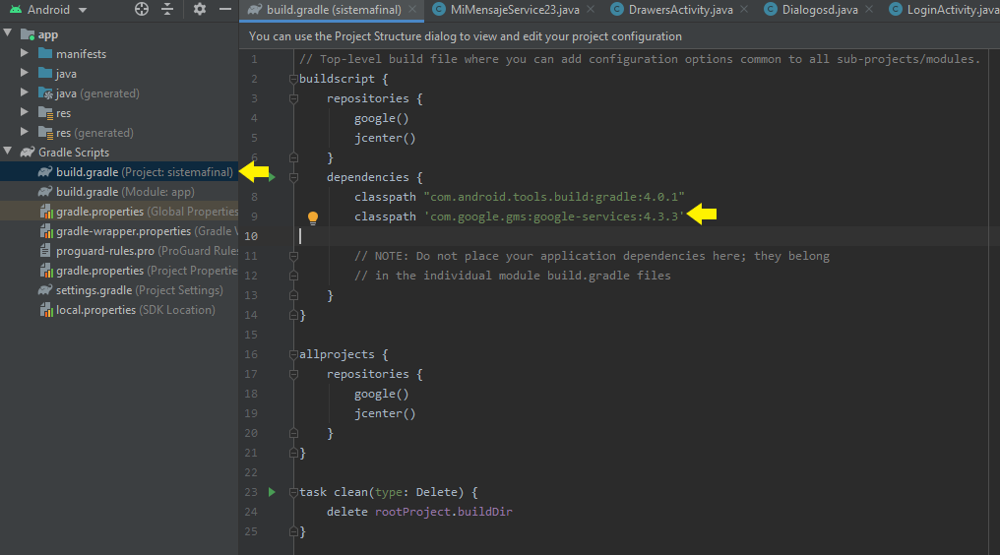 Android
build.gradle (sistemafinal)
MiMensajeService23.java
DrawersActivity.java
Dialogosd.java
LoginActivity.java
You can use the Project Structure dialog to view and edit your project configuration
app
manifests
java
java (generated)
res
res (generated)
Gradle Scripts
build.gradle (Project: sistemafinal)
build.gradle (Module: app)
gradle.properties (Global Properties
gradle-wrapper.properties (Gradle
proguard-rules.pro (ProGuard Rules
gradle.properties (Project Properties
settings.gradle (Project Settings)
local.properties (SDK Location)
1 // Top-level build file where you can add configuration options common to all sub-projects/modules.
2 buildscript {
3 repositories {
4 google()
5 jcenter()
6 }
dependencies {
8 classpath "com.android.tools.build:gradle:4.0.1"
9 classpath 'com.google.gms:google-services:4.3.3'
10
11 // NOTE: Do not place your application dependencies here; they belong
12 // in the individual module build.gradle files
13 }
14 }
15
16 allprojects {
17 repositories {
18 google()
19 jcenter()
20 }
21 }
22
23 task clean(type: Delete) {
24 delete rootProject.buildDir
25 }